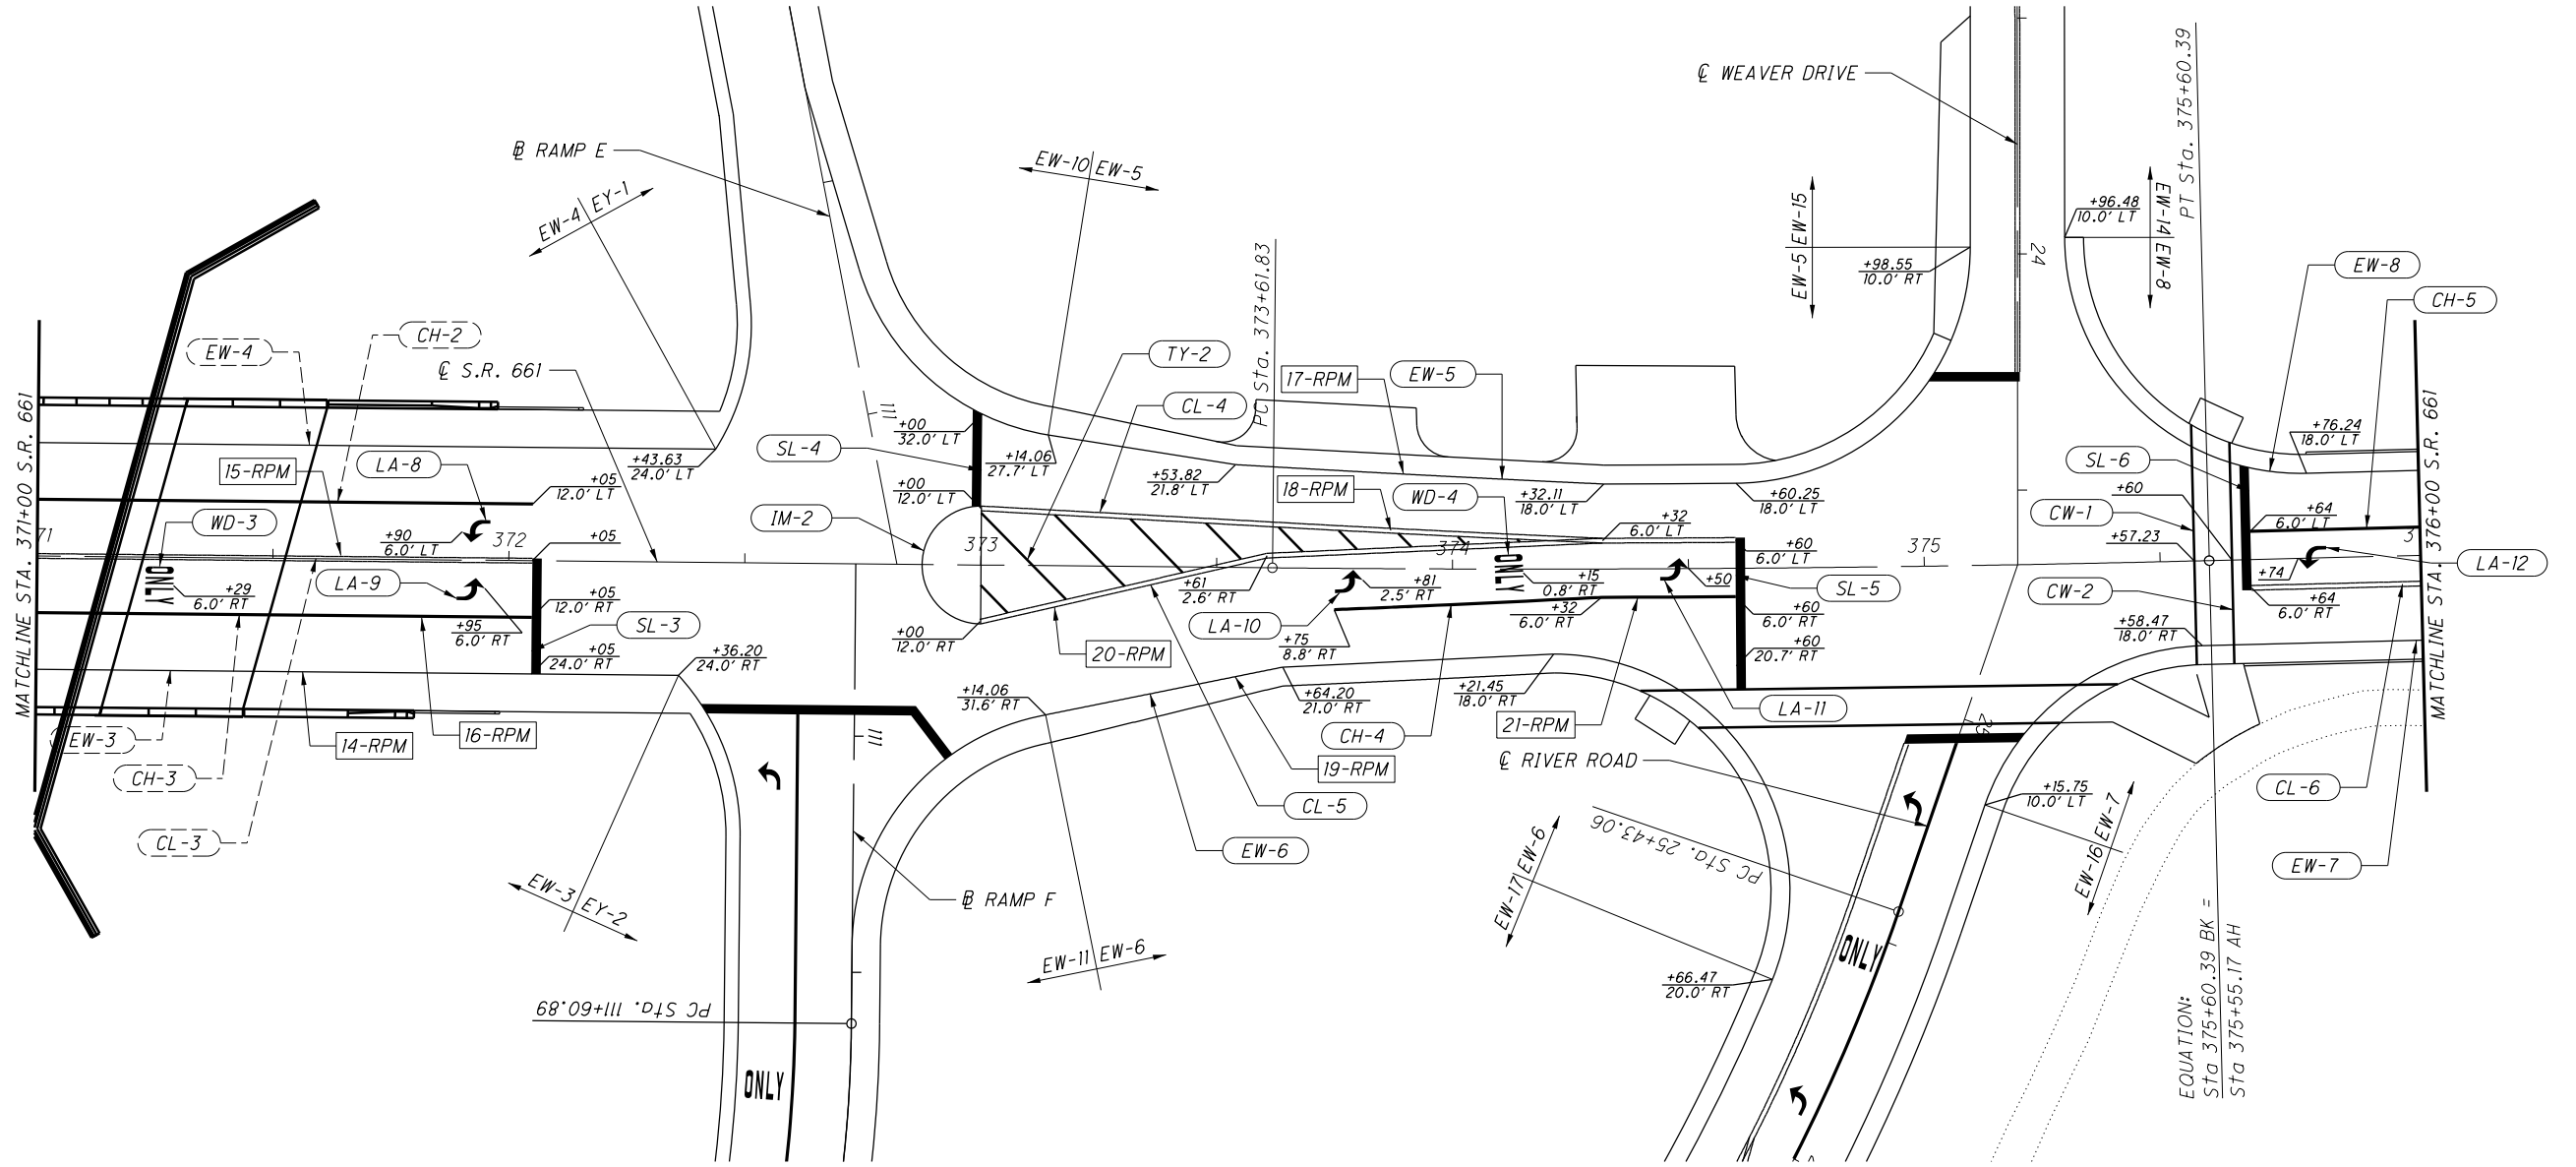 ℄ WEAVER DRIVE
PT Sta. 375+60.39
℄ RAMP E
EW-10
EW-5
EW-4
EY-1
EW-5
EW-15
24
+96.48
10.0' LT
EW-14
EW-8
+98.55
10.0' RT
PC Sta. 373+61.83
EW-8
CH-5
CH-2
EW-4
℄ S.R. 661
TY-2
17-RPM
EW-5
CL-4
MATCHLINE STA. 371+00 S.R. 661
15-RPM
LA-8
+05
12.0' LT
+43.63
24.0' LT
SL-4
+00
32.0' LT
111
+14.06
27.7' LT
+53.82
21.8' LT
+00
12.0' LT
18-RPM
WD-4
+32.11
18.0' LT
+60.25
18.0' LT
+76.24
18.0' LT
SL-6
+60
MATCHLINE STA. 376+00 S.R. 661
WD-3
IM-2
+32
6.0' LT
CW-1
+64
6.0' LT
71
+90
6.0' LT
372
+05
373
374
+60
6.0' LT
375
+57.23
3
ONLY
LA-9
+29
6.0' RT
+05
12.0' RT
+61
2.6' RT
LA-10
+81
2.5' RT
ONLY
+15
0.8' RT
+50
SL-5
CW-2
+74
LA-12
+95
6.0' RT
SL-3
+05
24.0' RT
+00
12.0' RT
20-RPM
+75
8.8' RT
+32
6.0' RT
+60
6.0' RT
+60
20.7' RT
+64
6.0' RT
+58.47
18.0' RT
+36.20
24.0' RT
+14.06
31.6' RT
+64.20
21.0' RT
+21.45
18.0' RT
LA-11
EW-3
14-RPM
16-RPM
111
CH-4
21-RPM
25
CH-3
19-RPM
℄ RIVER ROAD
CL-5
CL-6
CL-3
EW-6
+15.75
10.0' LT
EW-7
EW-3
EY-2
℄ RAMP F
EW-17
EW-6
PC Sta. 25+43.06
EW-16
EW-7
EW-11
EW-6
ONLY
+66.47
20.0' RT
PC Sta. 111+60.89
ONLY
EQUATION:
Sta 375+60.39 BK =
Sta 375+55.17 AH